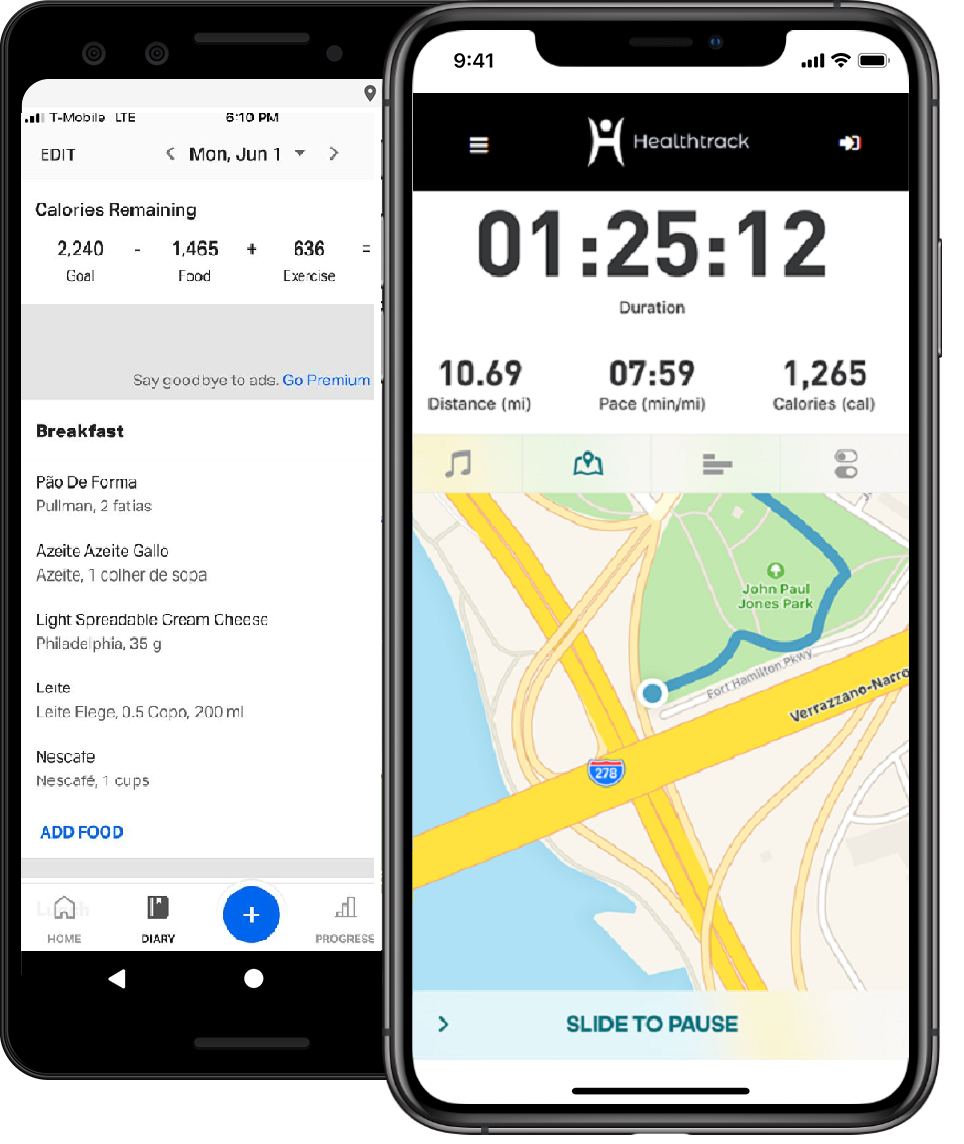 T-Mobile LTE
6:10 PM
EDIT
Mon, Jun 1
Calories Remaining
2,240 - 1,465 + 636 =
Goal Food Exercise
Say goodbye to ads. Go Premium
Breakfast
Pão De Forma
Pullman, 2 fatias
Azeite Azeite Gallo
Azeite, 1 colher de sopa
Light Spreadable Cream Cheese
Philadelphia, 35 g
Leite
Leite Elege, 0.5 Copo, 200 ml
Nescafe
Nescafé, 1 cups
ADD FOOD
Lunch
HOME DIARY + PROGRESS
9:41
Healthtrack
01:25:12
Duration
10.69 07:59 1,265
Distance (mi) Pace (min/mi) Calories (cal)
John Paul
Jones Park
Fort Hamilton Pkwy
Verrazzano-Narro
278
SLIDE TO PAUSE